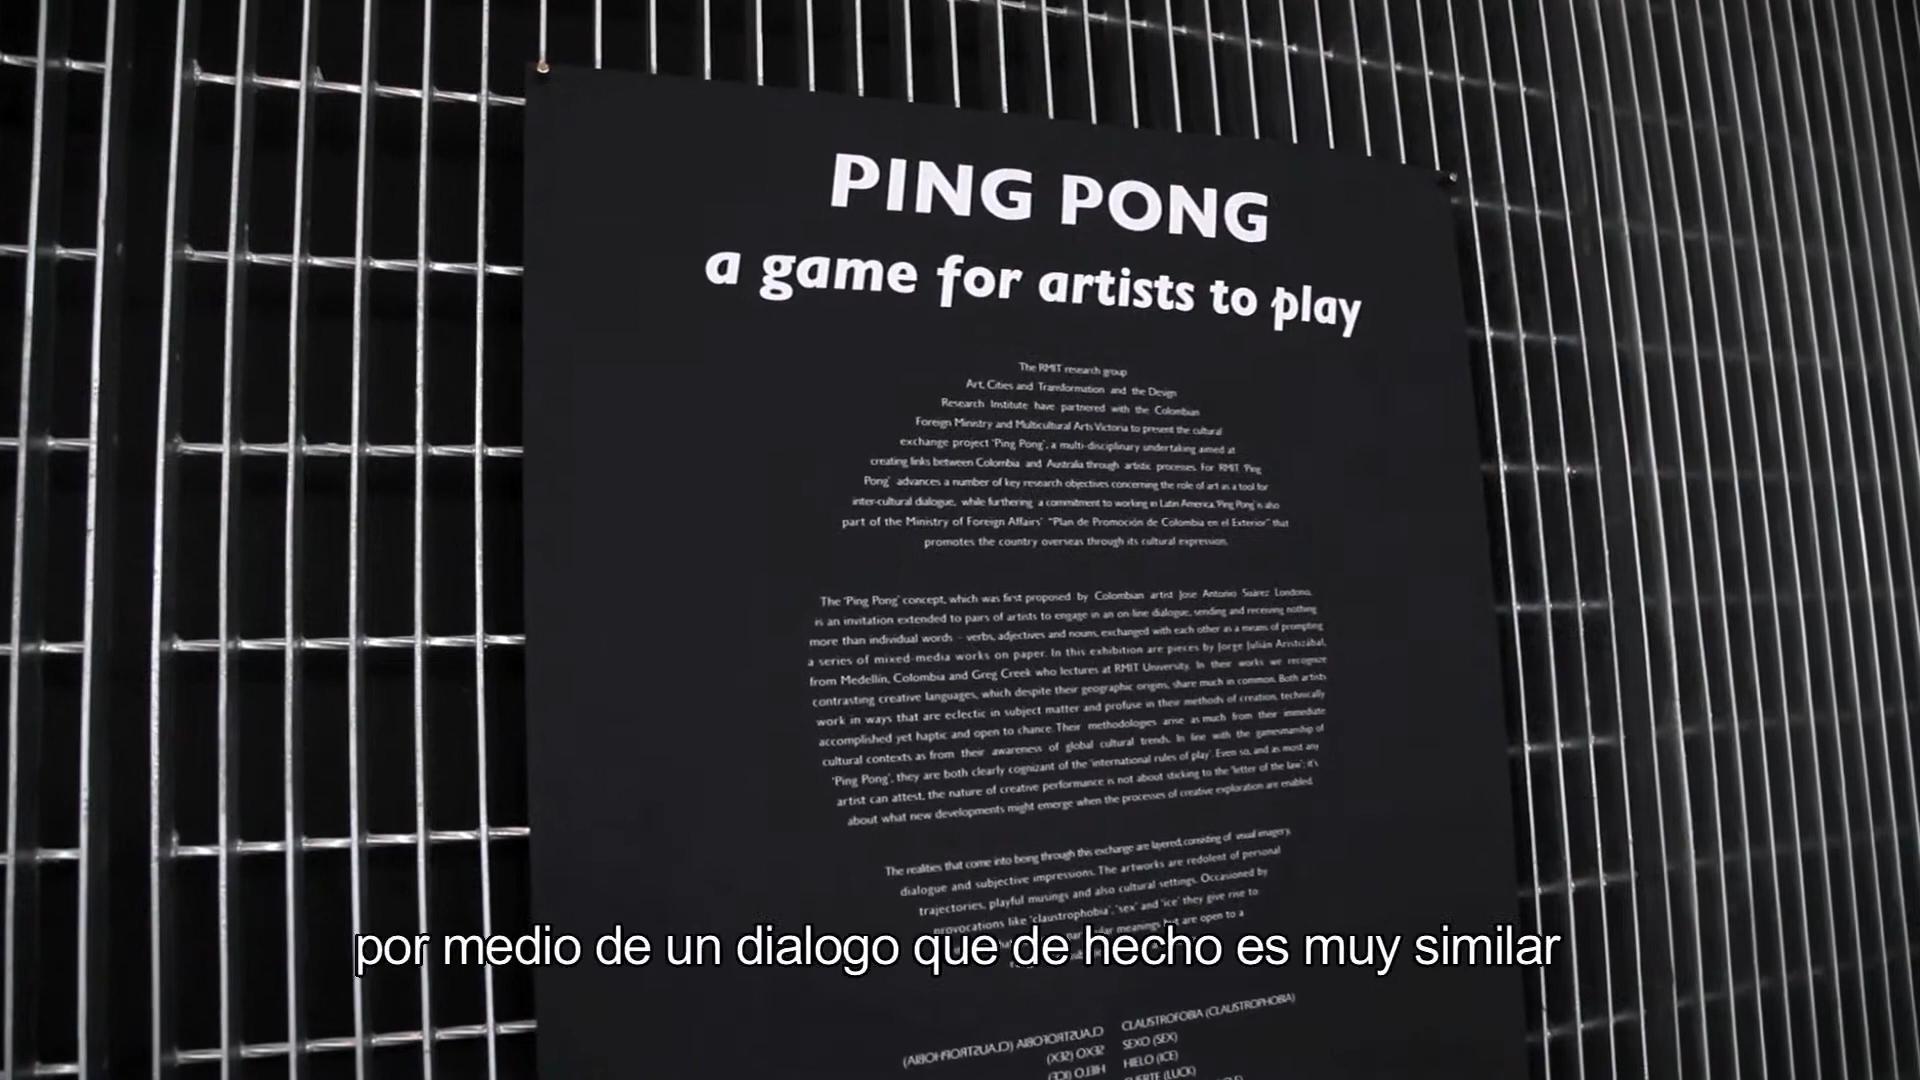 PING PONG
a game for artists to play
The RMIT research group
Art, Cities and Transformation and the Design
Research Institute have partnered with the Colombian
Foreign Ministry and Multicultural Arts Victoria to present the cultural
exchange project 'Ping Pong', a multi-disciplinary undertaking aimed at
creating links between Colombia and Australia through artistic processes. For RMIT 'Ping
Pong' advances a number of key research objectives concerning the role of art as a tool for
inter-cultural dialogue, while furthering a commitment to working in Latin America. 'Ping Pong' is also
part of the Ministry of Foreign Affairs' "Plan de Promoción de Colombia en el Exterior" that
promotes the country overseas through its cultural expression.
The 'Ping Pong' concept, which was first proposed by Colombian artist Jose Antonio Suárez Londono,
is an invitation extended to pairs of artists to engage in an on-line dialogue, sending and receiving nothing
more than individual words – verbs, adjectives and nouns, exchanged with each other as a means of prompting
a series of mixed-media works on paper. In this exhibition are pieces by Jorge Julián Aristizábal,
from Medellín, Colombia and Greg Creek who lectures at RMIT University. In their works we recognize
contrasting creative languages, which despite their geographic origins, share much in common. Both artists
work in ways that are eclectic in subject matter and profuse in their methods of creation, technically
accomplished yet haptic and open to chance. Their methodologies arise as much from their immediate
cultural contexts as from their awareness of global cultural trends. In line with the gamesmanship of
'Ping Pong', they are both clearly cognizant of the 'international rules of play'. Even so, and as most any
artist can attest, the nature of creative performance is not about sticking to the 'letter of the law'; it's
about what new developments might emerge when the processes of creative exploration are enabled.
The realities that come into being through this exchange are layered, consisting of visual imagery,
dialogue and subjective impressions. The artworks are redolent of personal
trajectories, playful musings and also cultural settings. Occasioned by
provocations like 'claustrophobia', 'sex' and 'ice' they give rise to
meanings but are open to a
por medio de un dialogo que de hecho es muy similar
CLAUSTROFOBIA (CLAUSTROPHOBIA) CLAUSTROFOBIA (CLAUSTROPHOBIA)
SEXO (SEX) SEXO (SEX)
HIELO (ICE) HIELO (ICE)
(LUCK)